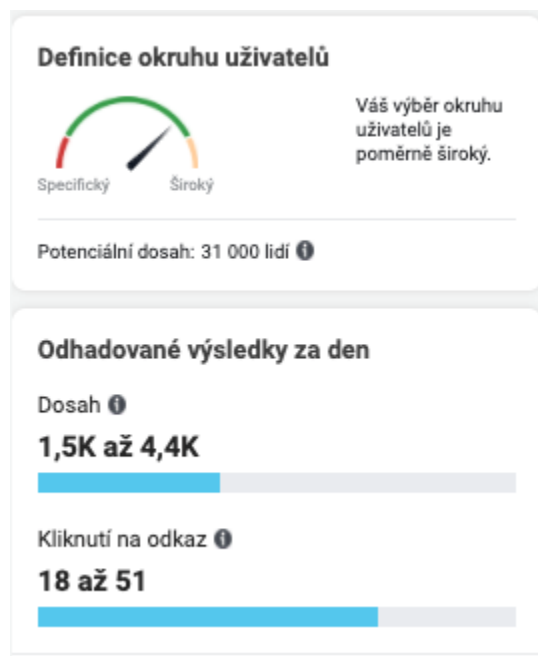 Definice okruhu uživatelů
Váš výběr okruhu
uživatelů je
poměrně široký.
Specifický
Široký
Potenciální dosah: 31 000 lidí
Odhadované výsledky za den
Dosah
1,5K až 4,4K
Kliknutí na odkaz
18 až 51